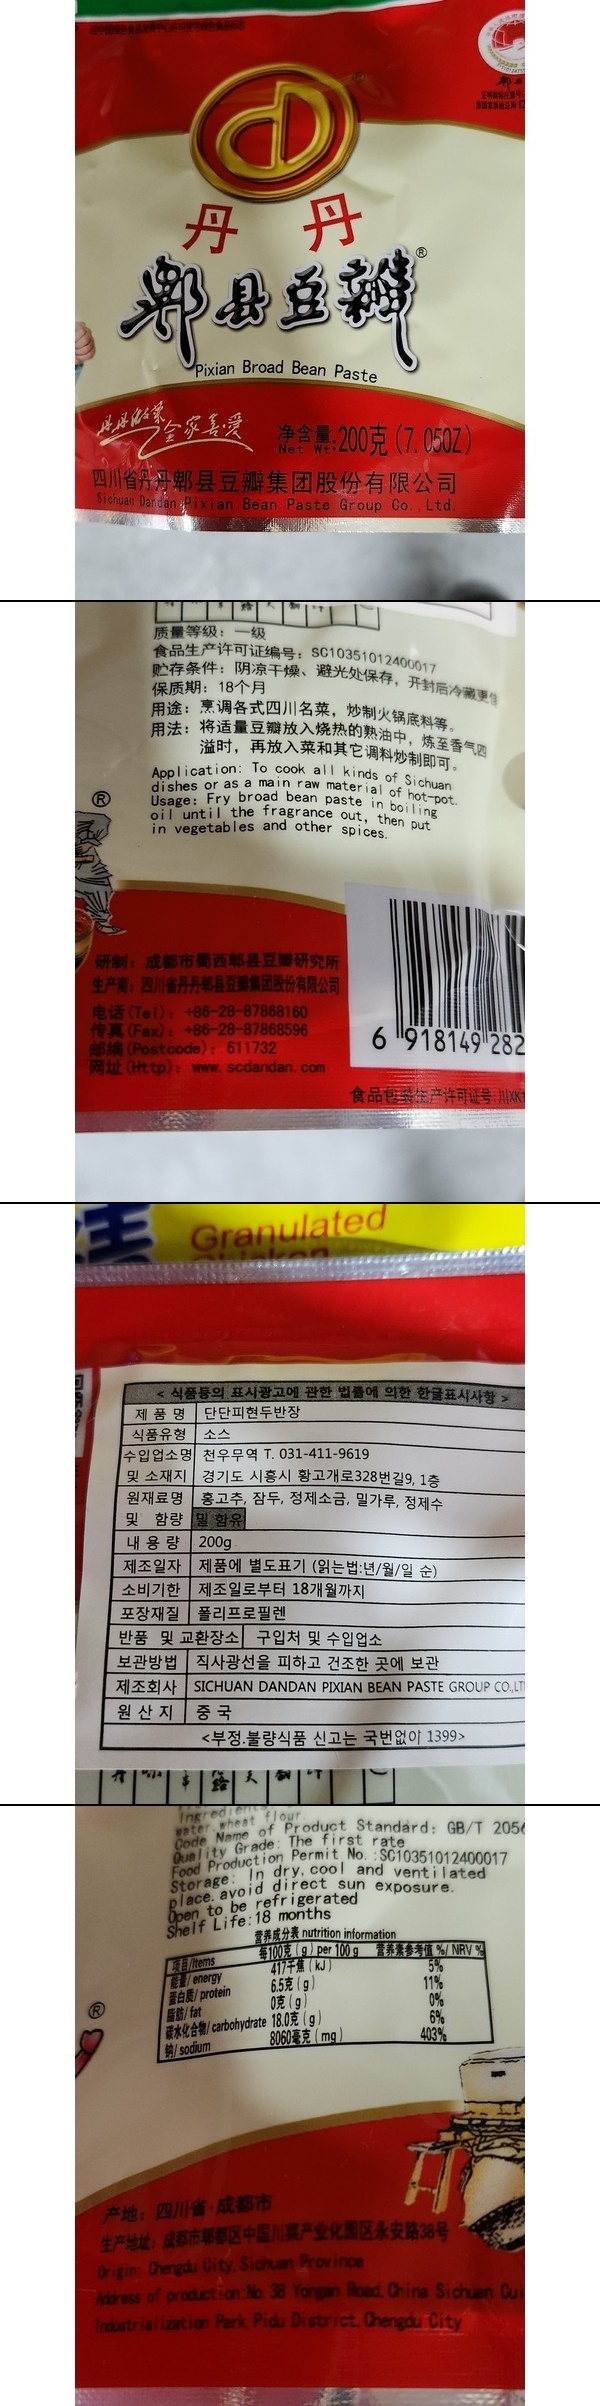 丹 丹
郫县豆瓣®
Pixian Broad Bean Paste
丹丹做菜 全家喜爱
净含量:200克(7.05OZ)
Net Wt:
四川省丹丹郫县豆瓣集团股份有限公司
Sichuan Dandan Pixian Bean Paste Group Co.,Ltd.
质量等级：一级
食品生产许可证编号：SC10351012400017
贮存条件：阴凉干燥、避光处保存，开封后冷藏更佳
保质期：18个月
用途：烹调各式四川名菜，炒制火锅底料等。
用法：将适量豆瓣放入烧热的熟油中，炼至香气四
溢时，再放入菜和其它调料炒制即可。
Application: To cook all kinds of Sichuan
dishes or as a main raw material of hot-pot.
Usage: Fry broad bean paste in boiling
oil until the fragrance out, then put
in vegetables and other spices.
®
研制：成都市蜀西郫县豆瓣研究所
生产商：四川省丹丹郫县豆瓣集团股份有限公司
电话(Tel)：+86-28-87868160
传真(Fax)：+86-28-87868596
邮编(Postcode)：611732
网址(Http)：www.scdandan.com
6 918149 282
食品包装生产许可证号:川XK
Granulated
Chicken
< 식품등의 표시광고에 관한 법률에 의한 한글표시사항 >
제 품 명 단단피현두반장
식품유형 소스
수입업소명 천우무역 T. 031-411-9619
및 소재지 경기도 시흥시 황고개로328번길9, 1층
원재료명 홍고추, 잠두, 정제소금, 밀가루, 정제수
및 함량 밀 함유
내 용 량 200g
제조일자 제품에 별도표기 (읽는법:년/월/일 순)
소비기한 제조일로부터 18개월까지
포장재질 폴리프로필렌
반품 및 교환장소 구입처 및 수입업소
보관방법 직사광선을 피하고 건조한 곳에 보관
제조회사 SICHUAN DANDAN PIXIAN BEAN PASTE GROUP CO.,LT
원 산 지 중 국
<부정.불량식품 신고는 국번없이 1399>
Ingredients
water,wheat flour.
Code Name of Product Standard: GB/T 2056
Quality Grade: The first rate
Food Production Permit No.:SC10351012400017
Storage: In dry,cool and ventilated
place,avoid direct sun exposure.
Open to be refrigerated
Shelf Life:18 months
营养成分表 nutrition information
项目/Items 每100克(g) per 100 g 营养素参考值 %/ NRV %
能量/ energy 417千焦(kJ) 5%
蛋白质/ protein 6.5克(g) 11%
脂肪/ fat 0克(g) 0%
碳水化合物/ carbohydrate 18.0克(g) 6%
钠/ sodium 8060毫克(mg) 403%
®
产地：四川省·成都市
生产地址：成都市郫都区中国川菜产业化园区永安路38号
Origin: Chengdu City, Sichuan Province
Address of production:No 38 Yongan Road,China Sichuan Cui
Industrialization Park,Pidu District,Chengdu City